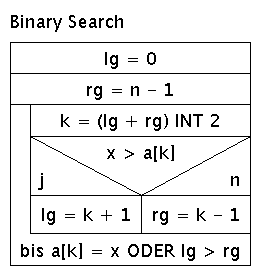 Binary Search
lg = 0
rg = n - 1
k = (lg + rg) INT 2
x > a[k]
j n
lg = k + 1 rg = k - 1
bis a[k] = x ODER lg > rg